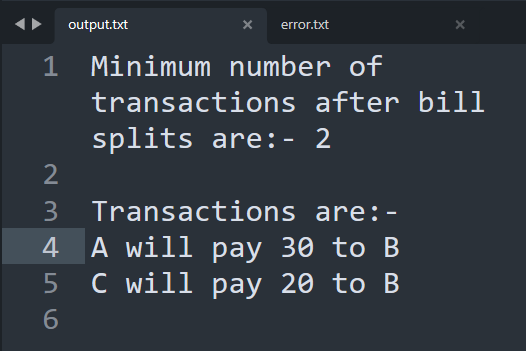 output.txt × error.txt ×
1 Minimum number of
transactions after bill
splits are:- 2
2
3 Transactions are:-
4 A will pay 30 to B
5 C will pay 20 to B
6